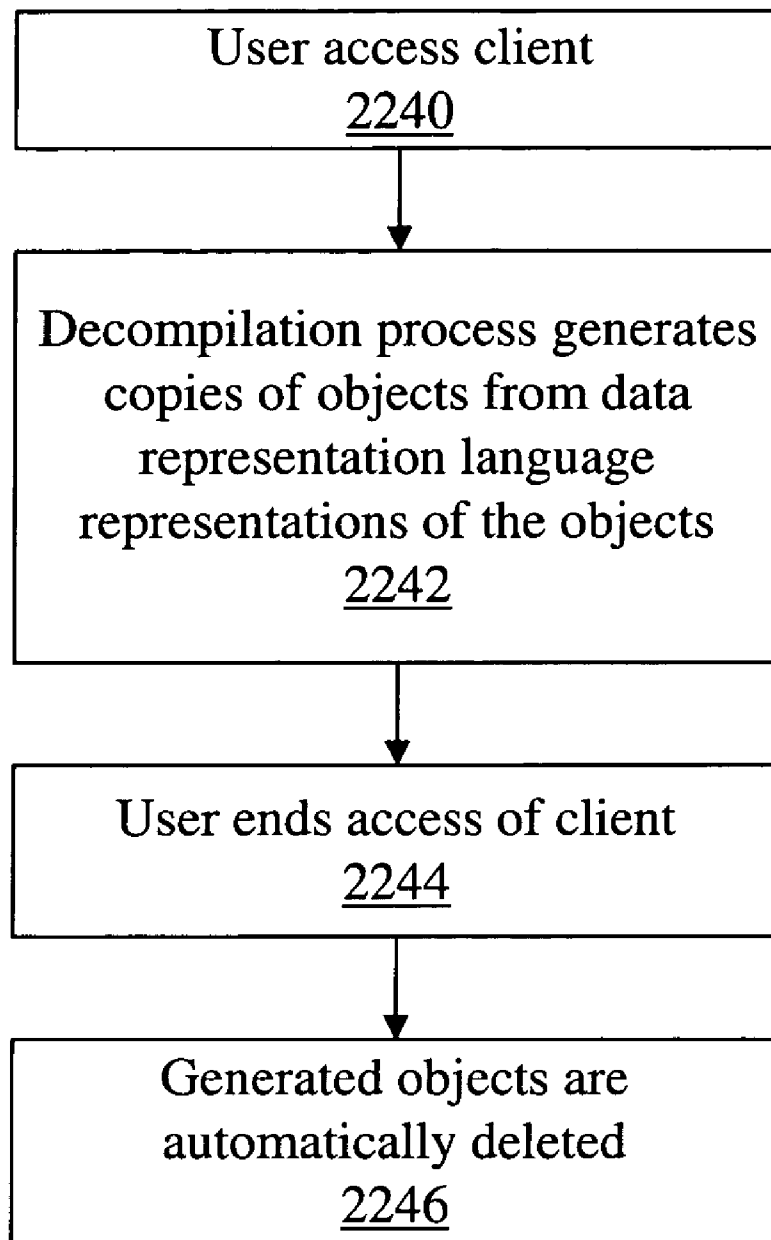 User access client
2240
Decompilation process generates
copies of objects from data
representation language
representations of the objects
2242
User ends access of client
2244
Generated objects are
automatically deleted
2246